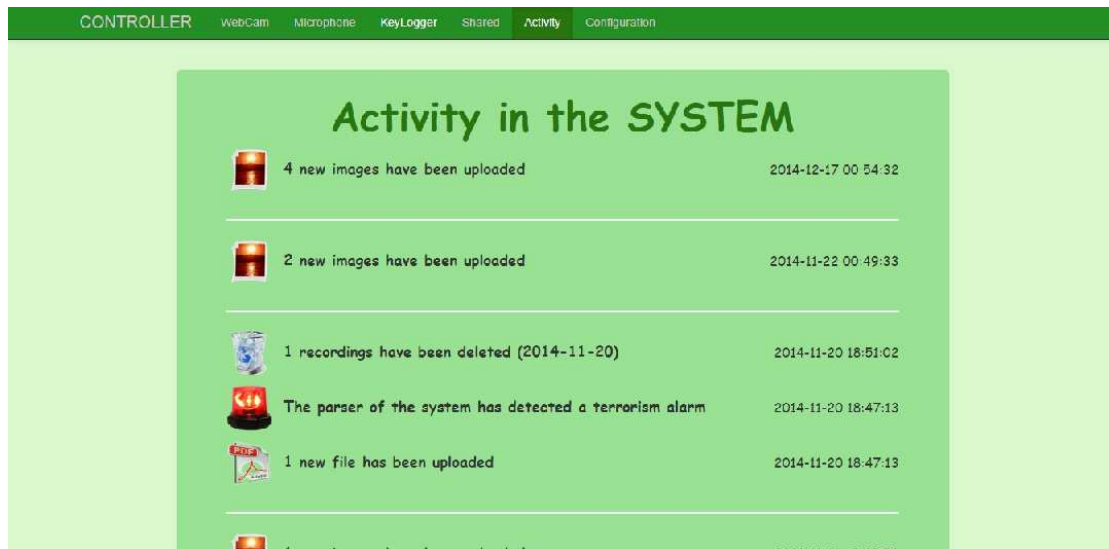 CONTROLLER WebCam Microphone KeyLogger Shared Activity Configuration
Activity in the SYSTEM
4 new images have been uploaded 2014-12-17 00:54:32
2 new images have been uploaded 2014-11-22 00:49:33
1 recordings have been deleted (2014-11-20) 2014-11-20 18:51:02
The parser of the system has detected a terrorism alarm 2014-11-20 18:47:13
PDF
1 new file has been uploaded 2014-11-20 18:47:13